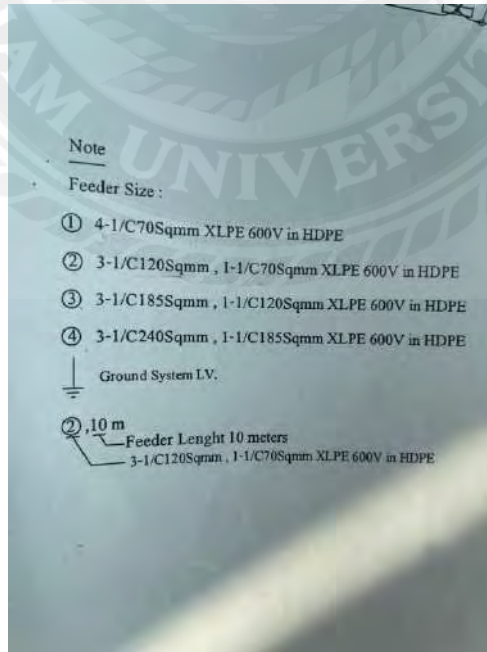 Note
Feeder Size :
① 4-1/C70Sqmm XLPE 600V in HDPE
② 3-1/C120Sqmm , 1-1/C70Sqmm XLPE 600V in HDPE
③ 3-1/C185Sqmm , 1-1/C120Sqmm XLPE 600V in HDPE
④ 3-1/C240Sqmm , 1-1/C185Sqmm XLPE 600V in HDPE
Ground System LV.
②,10 m
Feeder Lenght 10 meters
3-1/C120Sqmm , 1-1/C70Sqmm XLPE 600V in HDPE